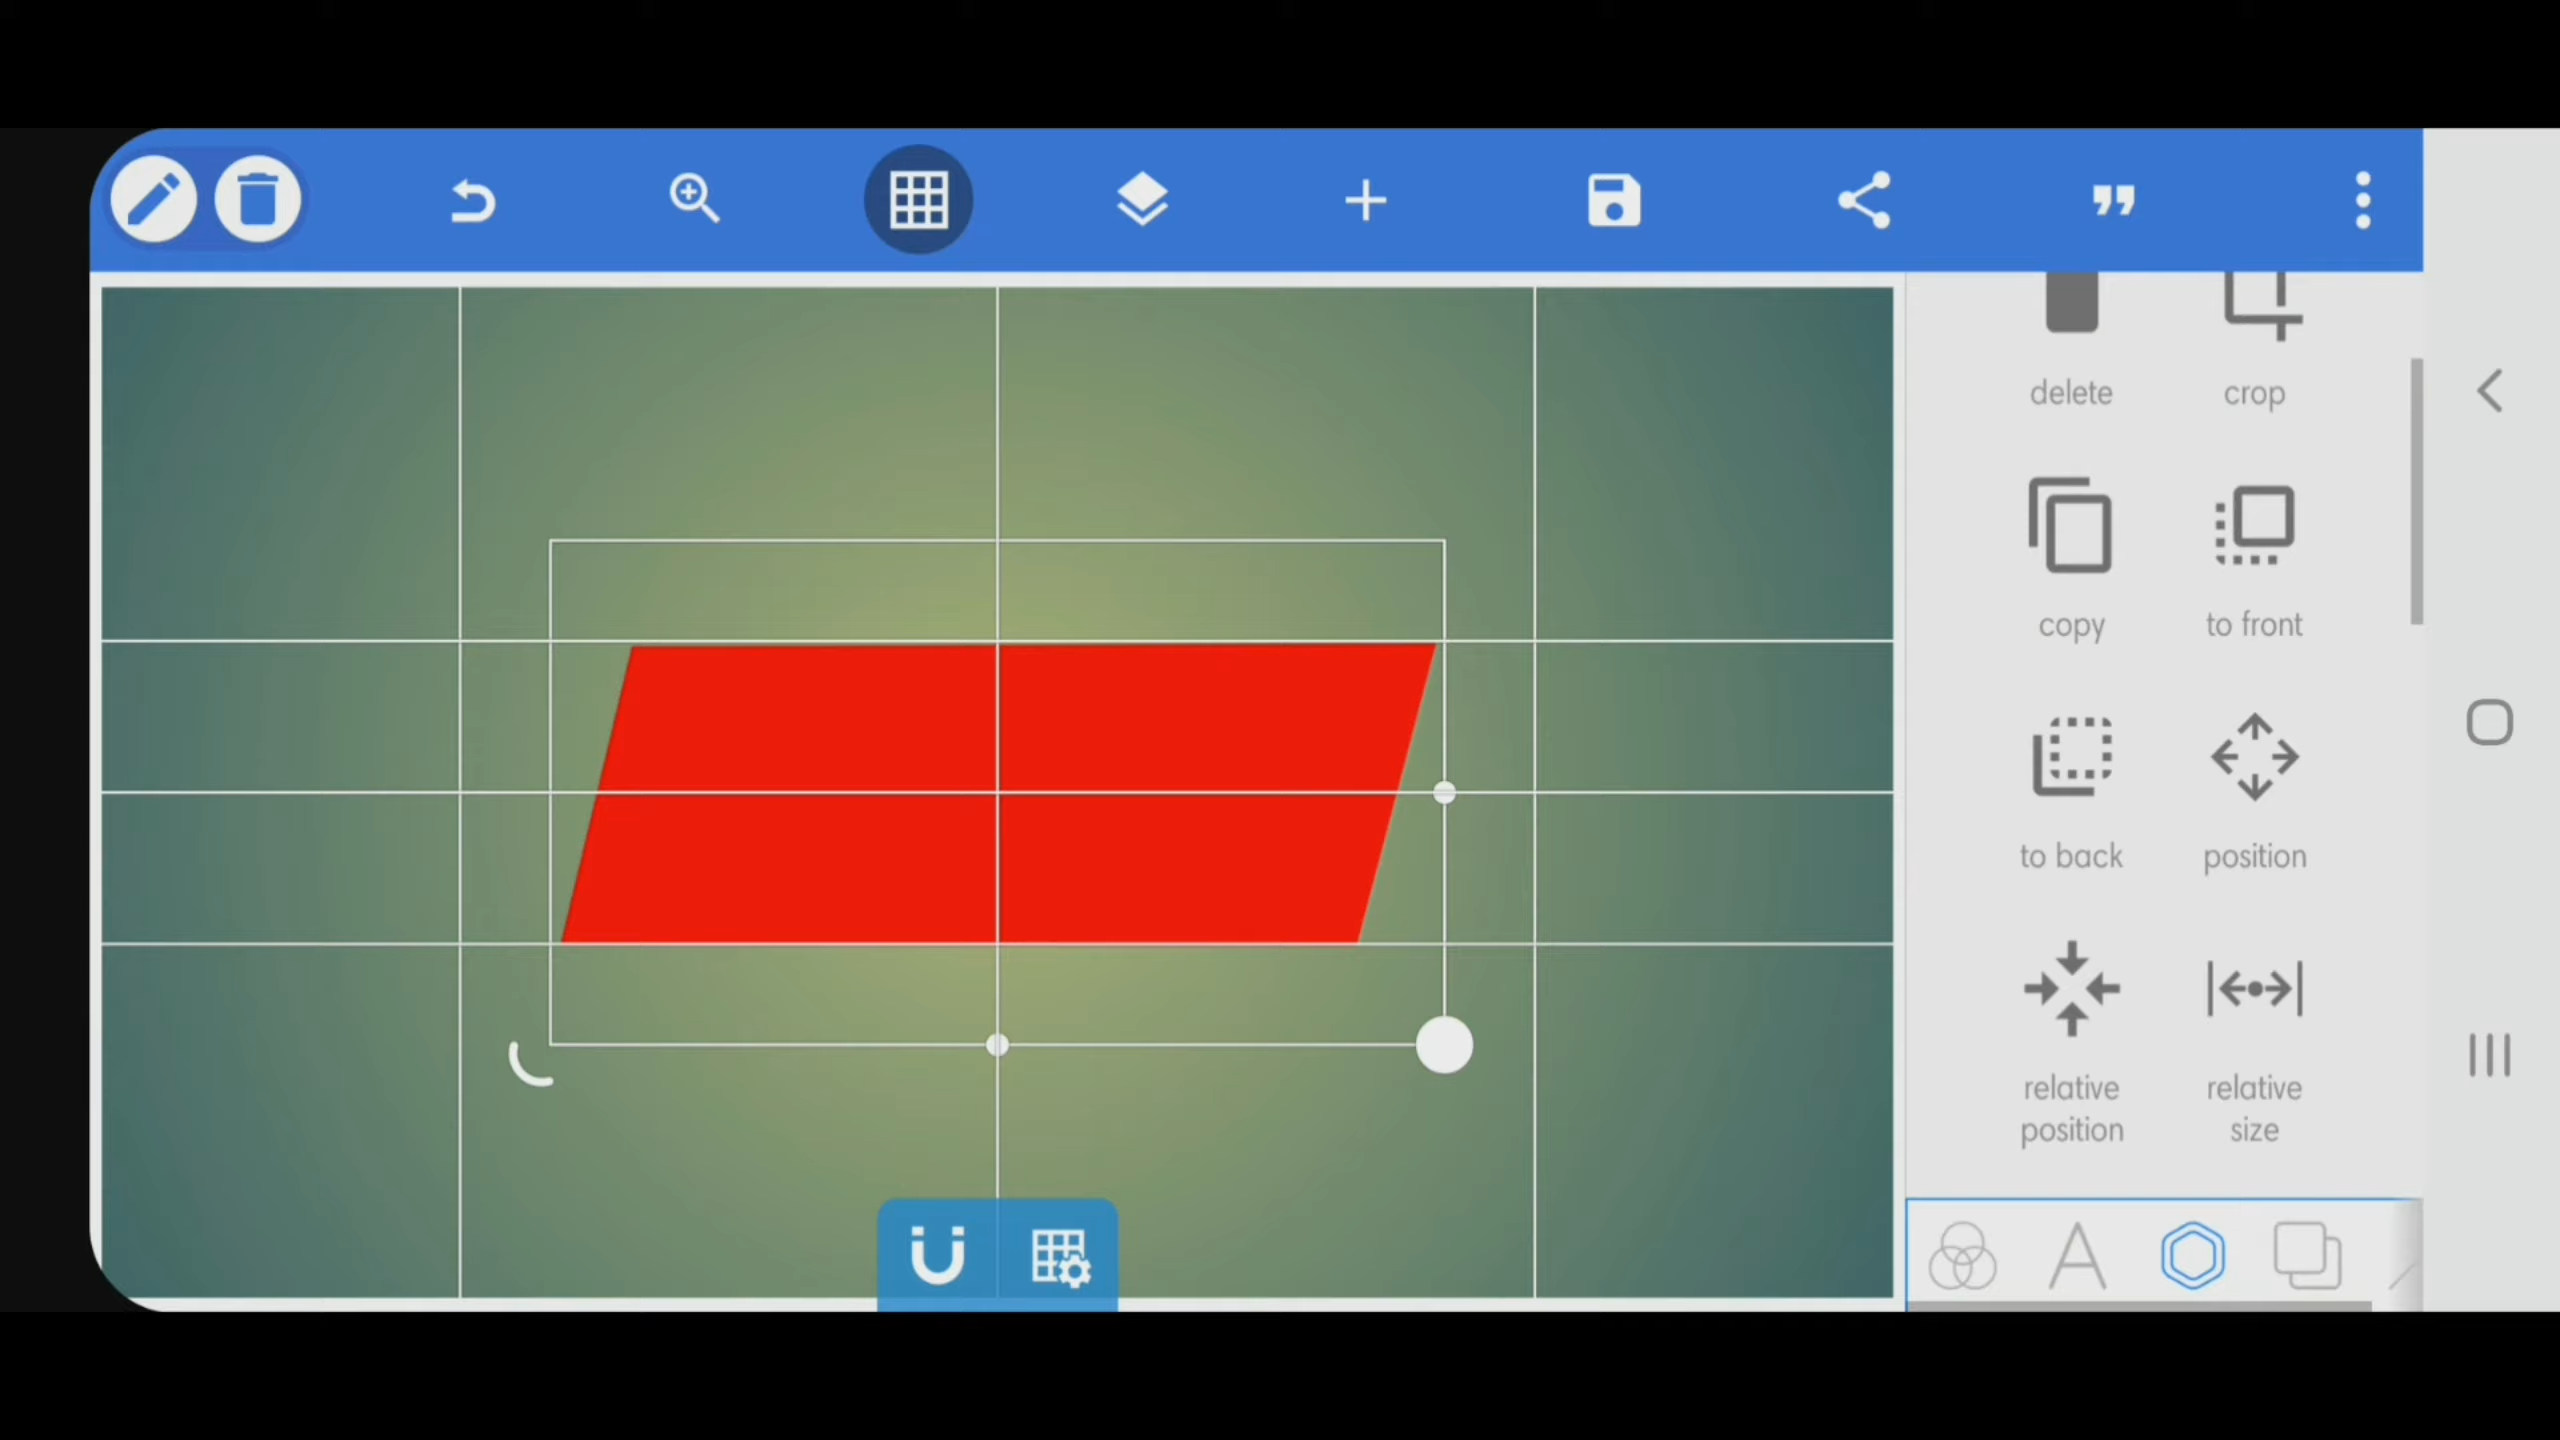 delete
crop
copy
to front
to back
position
relative
position
relative
size